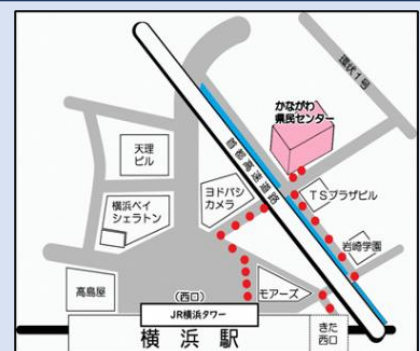 環状1号
かながわ
県民センター
天理
ビル
首都高速道路
ヨドバシ
カメラ
TSプラザビル
横浜ベイ
シェラトン
岩崎学園
高島屋
(西口)
モアーズ
JR横浜タワー
きた
西口
横浜駅